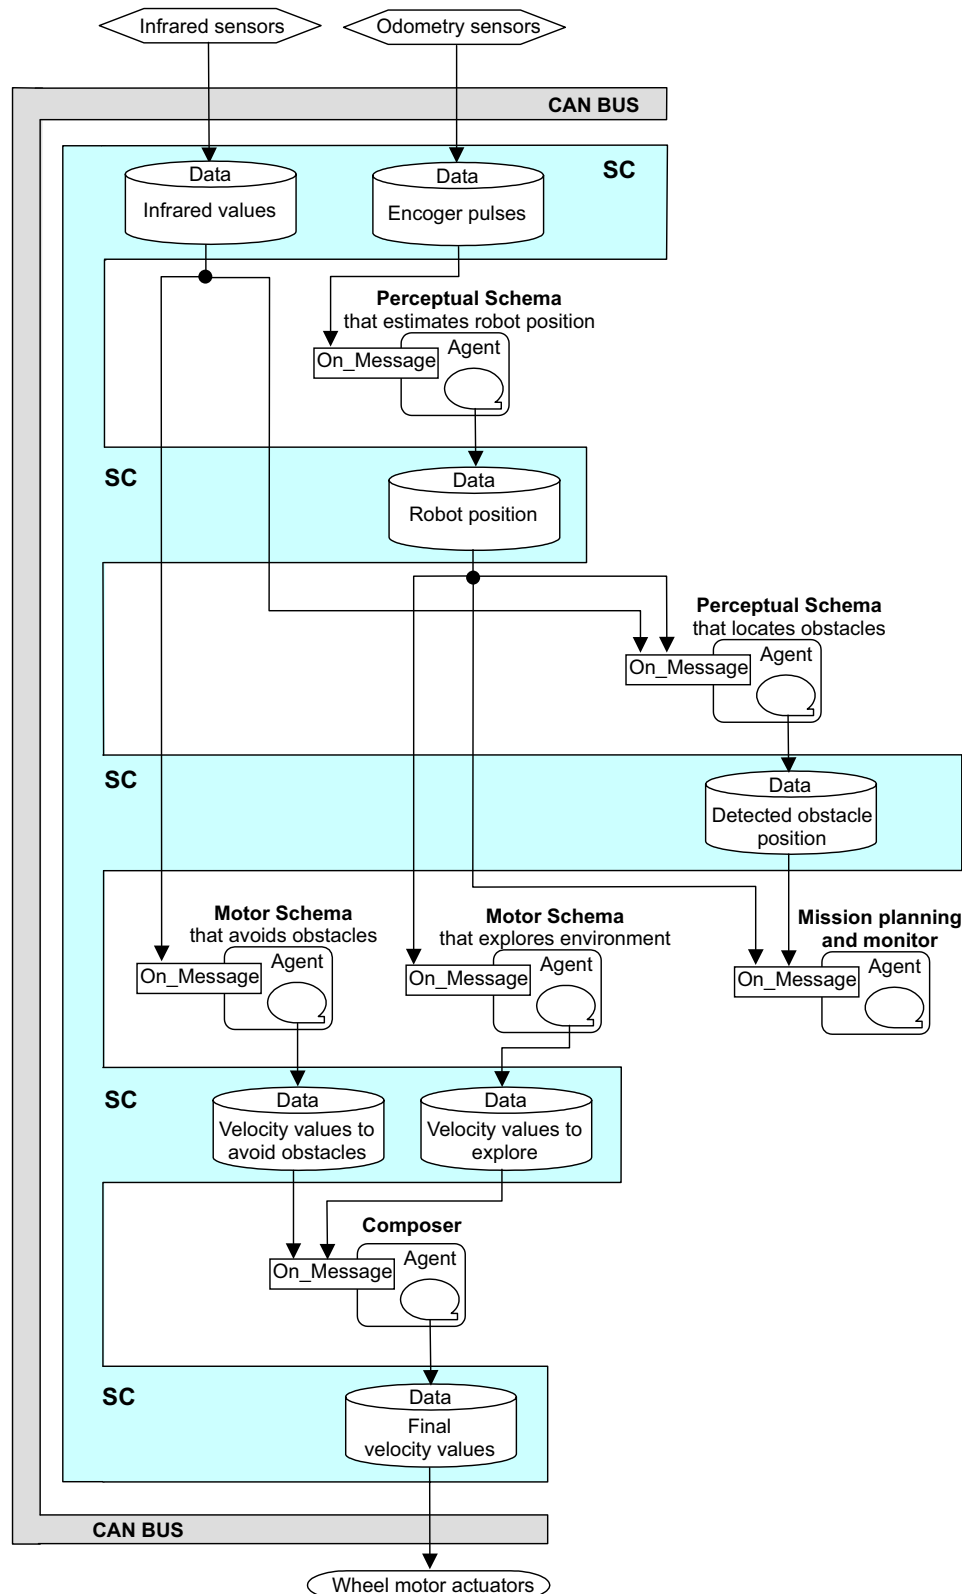 Infrared sensors
Odometry sensors
CAN BUS
SC
Data
Infrared values
Data
Encoger pulses
Perceptual Schema
that estimates robot position
On_Message
Agent
SC
Data
Robot position
Perceptual Schema
that locates obstacles
On_Message
Agent
SC
Data
Detected obstacle
position
Motor Schema
that avoids obstacles
On_Message
Agent
Motor Schema
that explores environment
On_Message
Agent
Mission planning
and monitor
On_Message
Agent
SC
Data
Velocity values to
avoid obstacles
Data
Velocity values to
explore
Composer
On_Message
Agent
SC
Data
Final
velocity values
CAN BUS
Wheel motor actuators